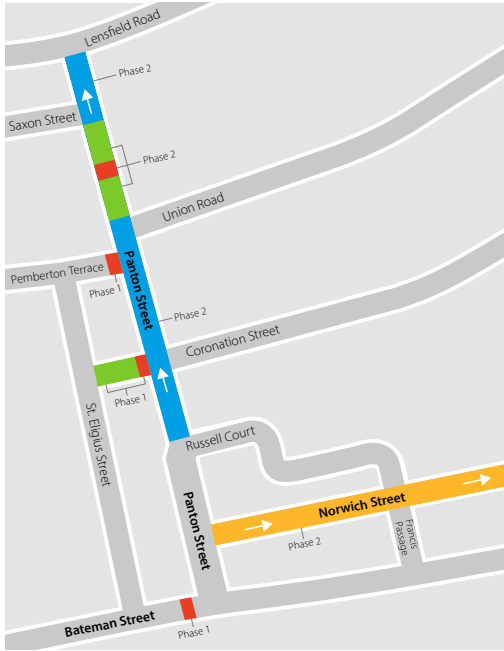 Lensfield Road
Phase 2
Saxon Street
Phase 2
Union Road
Pemberton Terrace
Phase 1
Panton Street
Phase 2
Coronation Street
Phase 1
St. Eligius Street
Russell Court
Panton Street
Norwich Street
Phase 2
Francis
Passage
Bateman Street
Phase 1